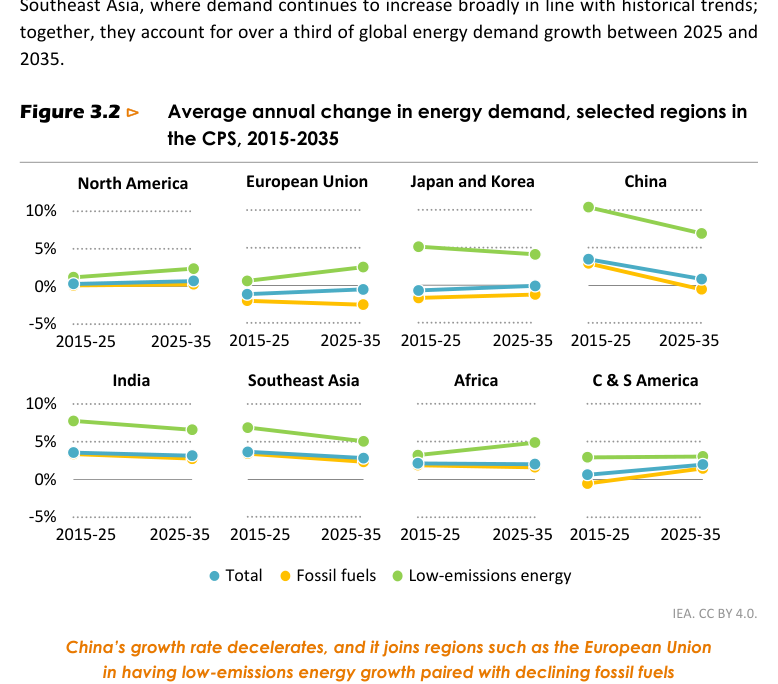 Southeast Asia, where demand continues to increase broadly in line with historical trends;
together, they account for over a third of global energy demand growth between 2025 and
2035.
Figure 3.2 ▷ Average annual change in energy demand, selected regions in
the CPS, 2015-2035
North America European Union Japan and Korea China
10%
5%
0%
-5%
2015-25 2025-35 2015-25 2025-35 2015-25 2025-35 2015-25 2025-35
India Southeast Asia Africa C & S America
10%
5%
0%
-5%
2015-25 2025-35 2015-25 2025-35 2015-25 2025-35 2015-25 2025-35
Total Fossil fuels Low-emissions energy
IEA. CC BY 4.0.
China's growth rate decelerates, and it joins regions such as the European Union
in having low-emissions energy growth paired with declining fossil fuels